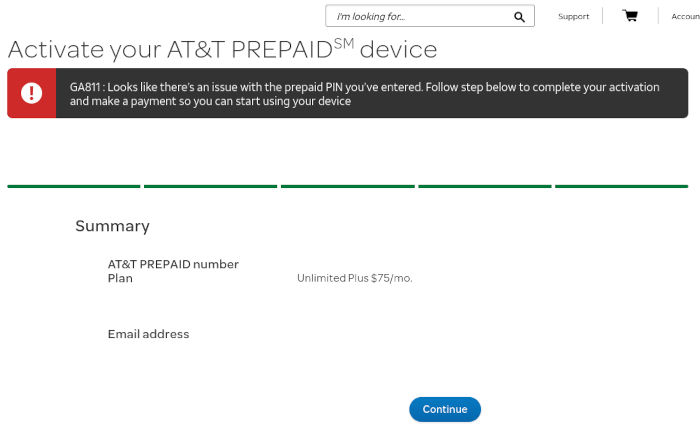 I'm looking for...
Support
Accoun
Activate your AT&T PREPAID℠ device
GA811 : Looks like there's an issue with the prepaid PIN you've entered. Follow step below to complete your activation
and make a payment so you can start using your device
Summary
AT&T PREPAID number
Plan
Unlimited Plus $75/mo.
Email address
Continue